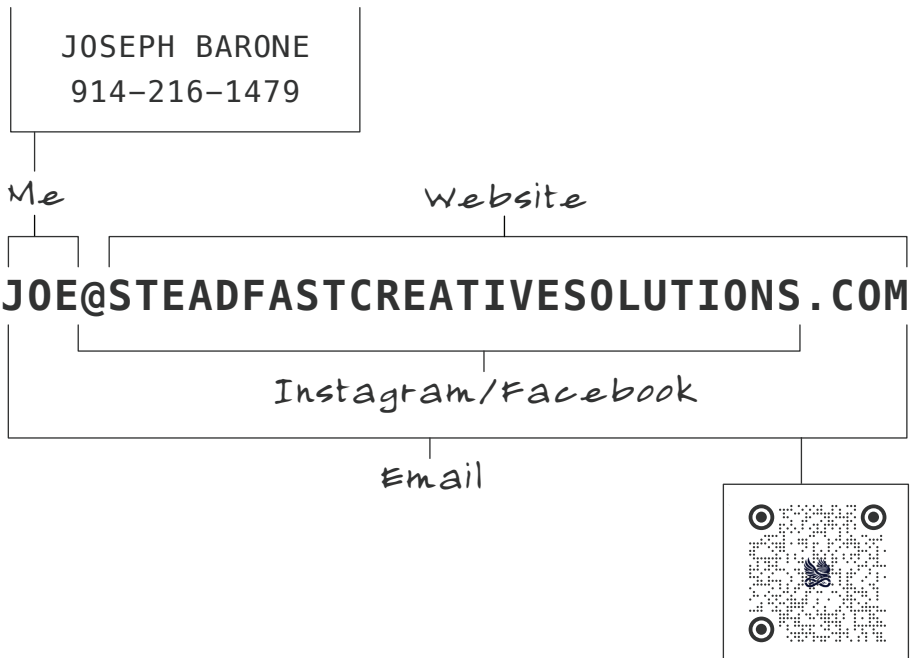 JOSEPH BARONE
914-216-1479
Me
Website
JOE@STEADFASTCREATIVESOLUTIONS.COM
Instagram/Facebook
Email